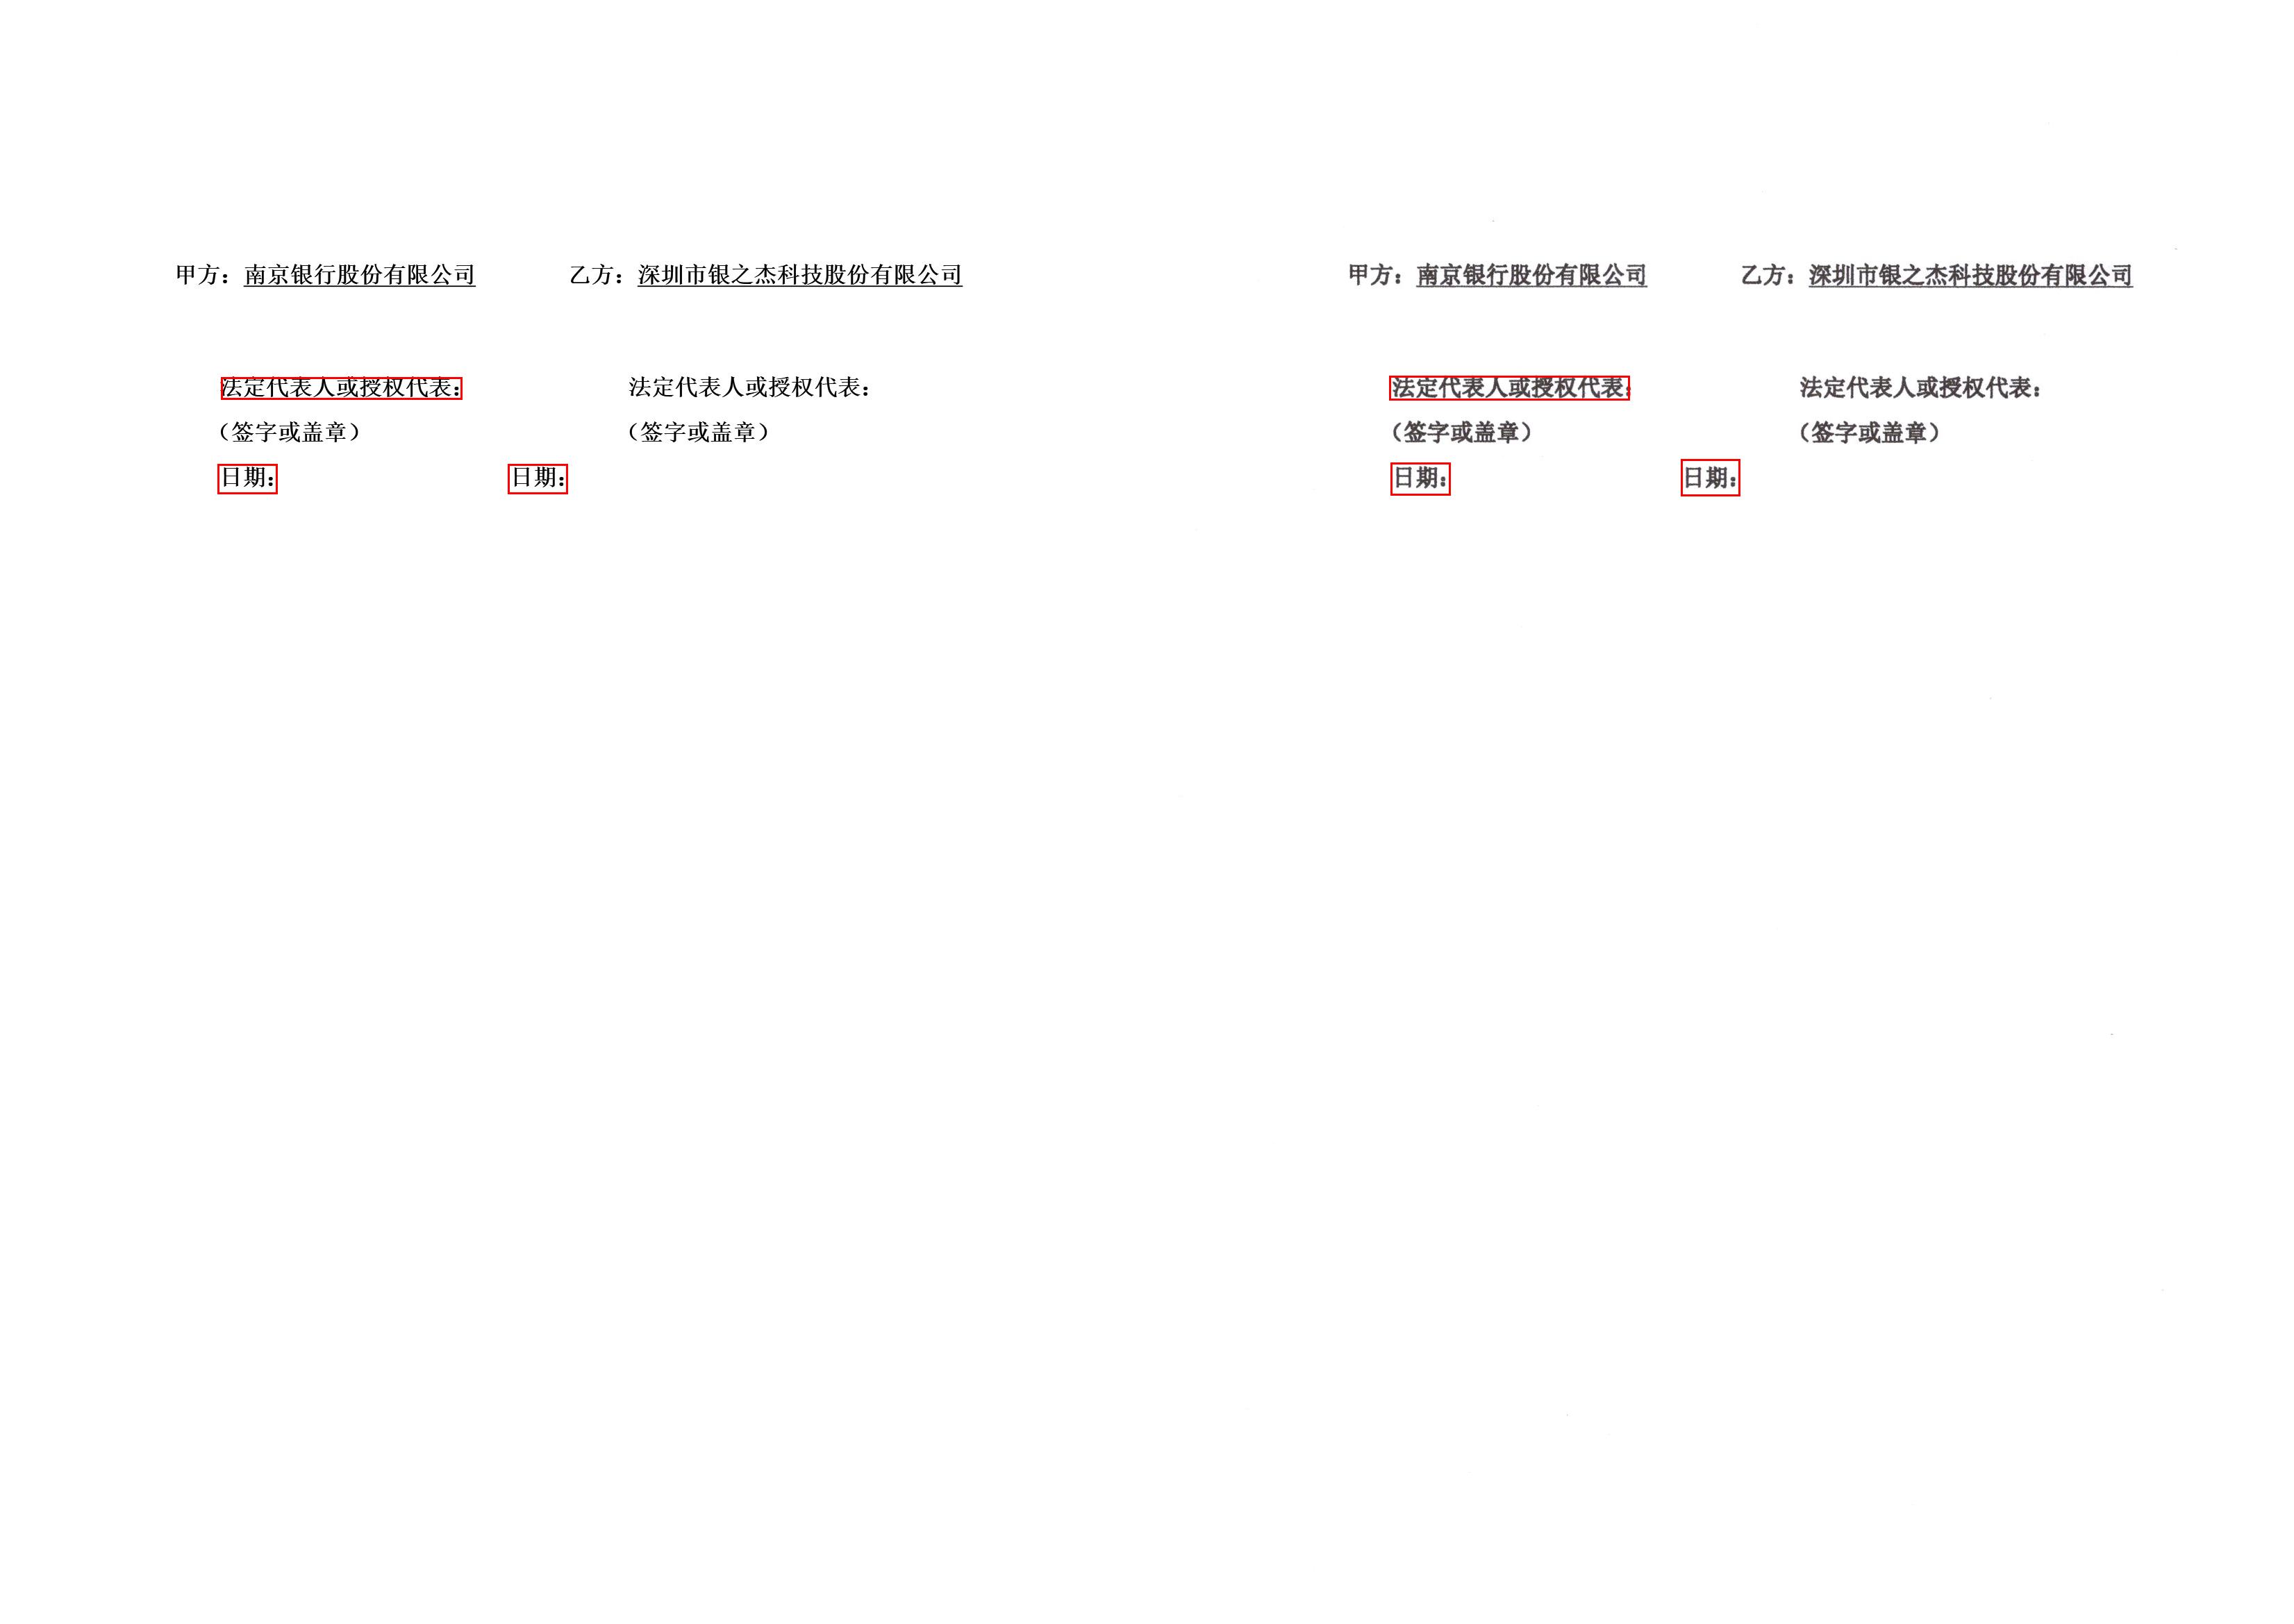 甲方：南京银行股份有限公司 乙方：深圳市银之杰科技股份有限公司
法定代表人或授权代表： 法定代表人或授权代表：
（签字或盖章） （签字或盖章）
日期： 日期：
甲方：南京银行股份有限公司 乙方：深圳市银之杰科技股份有限公司
法定代表人或授权代表： 法定代表人或授权代表：
（签字或盖章） （签字或盖章）
日期： 日期：